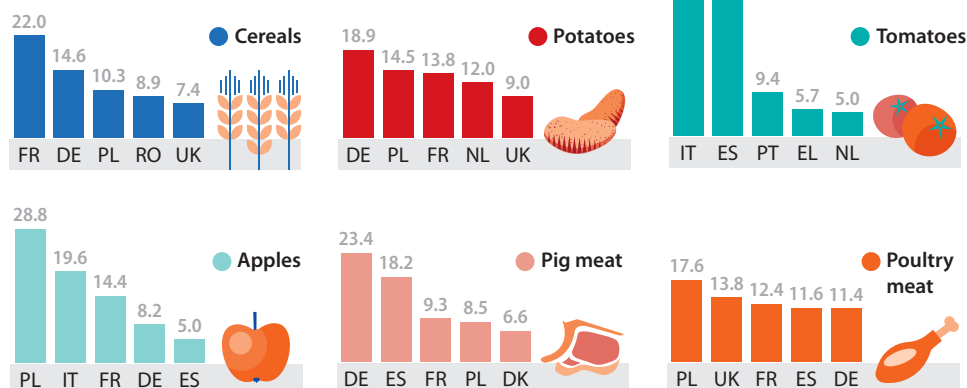 Cereals
22.0 14.6 10.3 8.9 7.4
FR DE PL RO UK
Potatoes
18.9 14.5 13.8 12.0 9.0
DE PL FR NL UK
Tomatoes
9.4 5.7 5.0
IT ES PT EL NL
Apples
28.8 19.6 14.4 8.2 5.0
PL IT FR DE ES
Pig meat
23.4 18.2 9.3 8.5 6.6
DE ES FR PL DK
Poultry
meat
17.6 13.8 12.4 11.6 11.4
PL UK FR ES DE